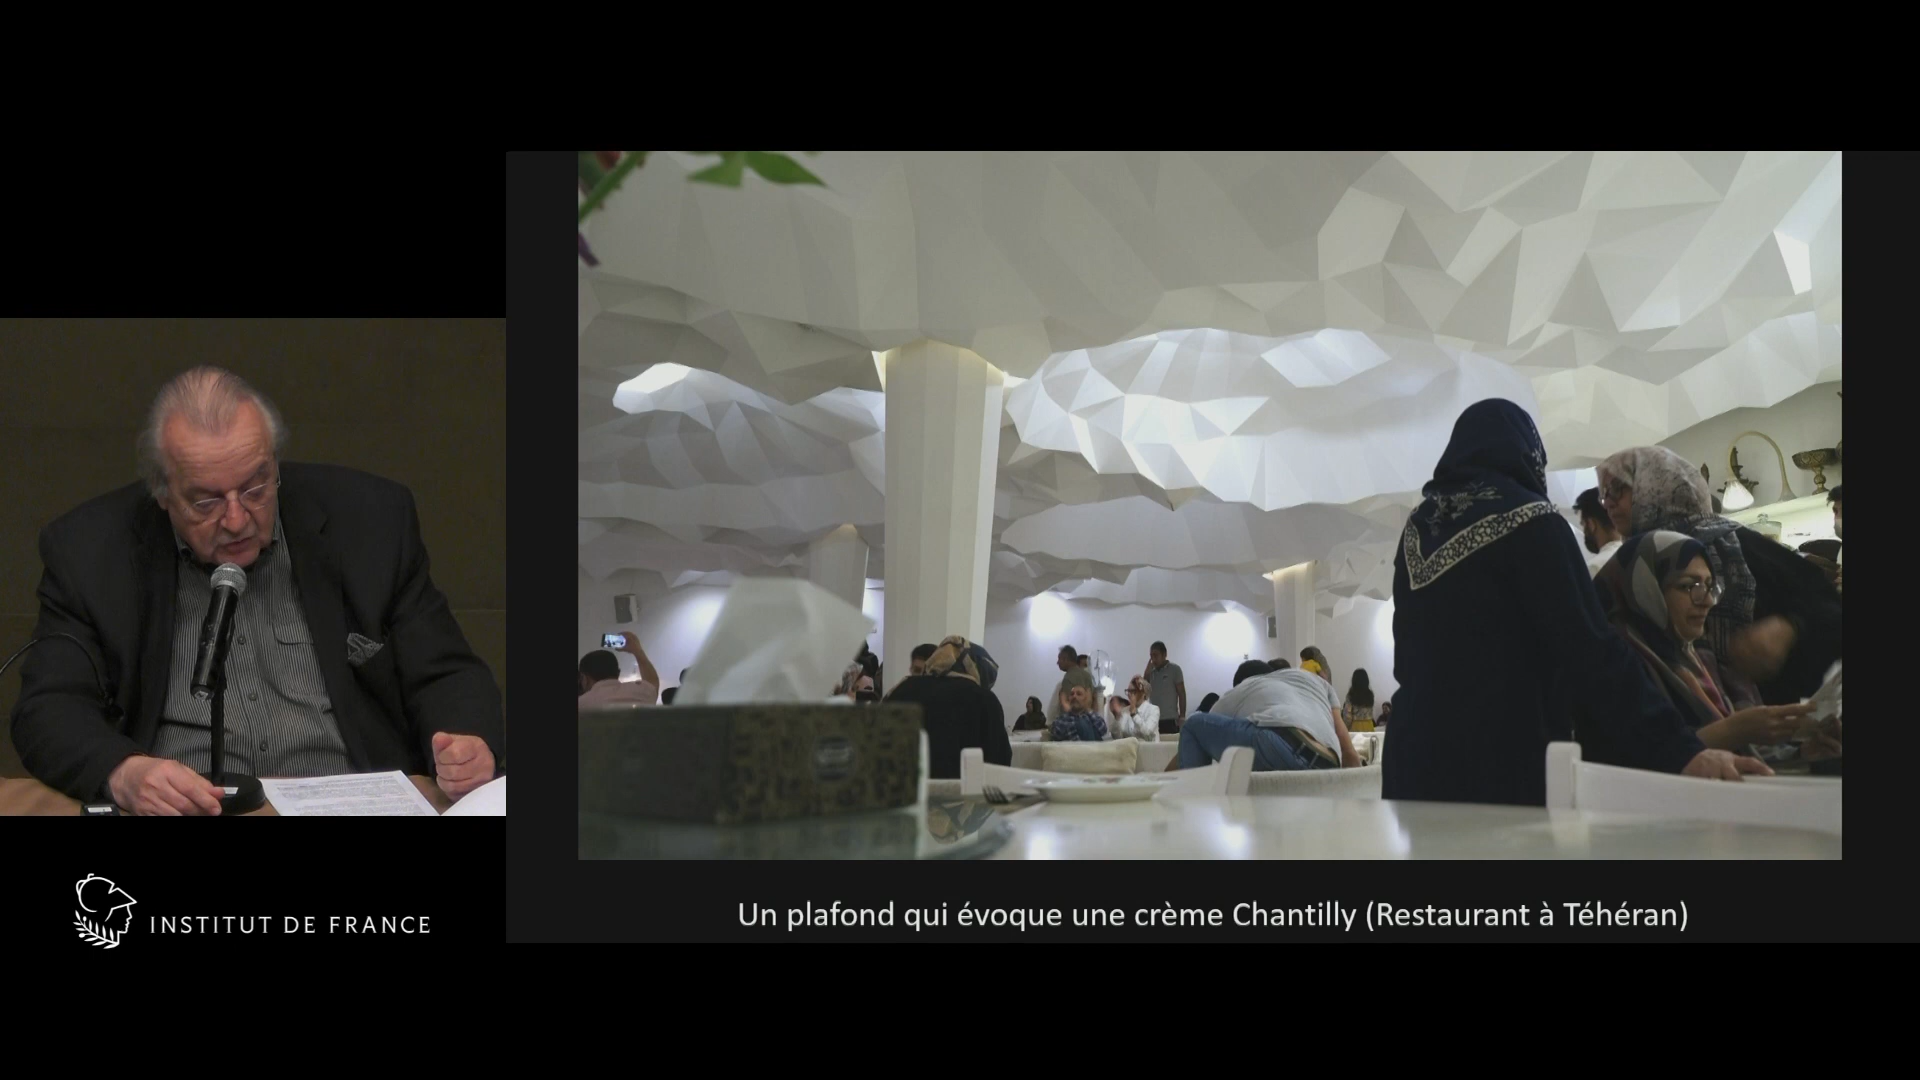 INSTITUT DE FRANCE
Un plafond qui évoque une crème Chantilly (Restaurant à Téhéran)